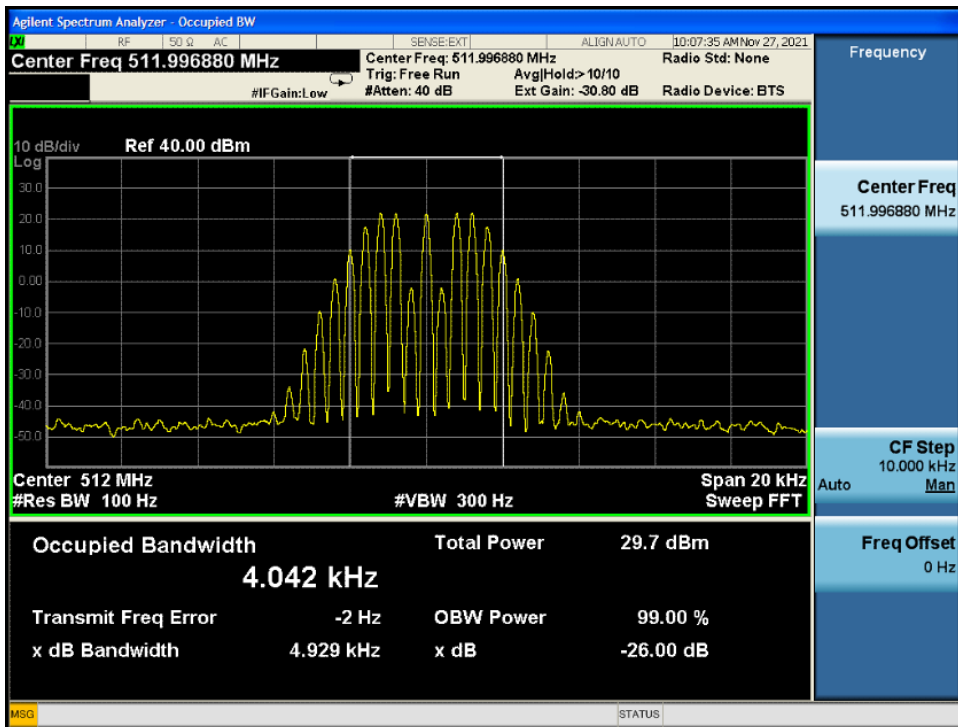 Agilent Spectrum Analyzer - Occupied BW
LXI RF 50 Ω AC SENSE:EXT ALIGN AUTO 10:07:35 AM Nov 27, 2021
Center Freq 511.996880 MHz
Center Freq: 511.996880 MHz Radio Std: None
Trig: Free Run Avg|Hold:> 10/10
#IFGain:Low #Atten: 40 dB Ext Gain: -30.80 dB Radio Device: BTS
Frequency
10 dB/div Ref 40.00 dBm
Log
30.0
20.0
10.0
0.00
-10.0
-20.0
-30.0
-40.0
-50.0
Center 512 MHz Span 20 kHz
#Res BW 100 Hz #VBW 300 Hz Sweep FFT
Occupied Bandwidth Total Power 29.7 dBm
4.042 kHz
Transmit Freq Error -2 Hz OBW Power 99.00 %
x dB Bandwidth 4.929 kHz x dB -26.00 dB
Center Freq
511.996880 MHz
CF Step
10.000 kHz
Auto Man
Freq Offset
0 Hz
MSG STATUS